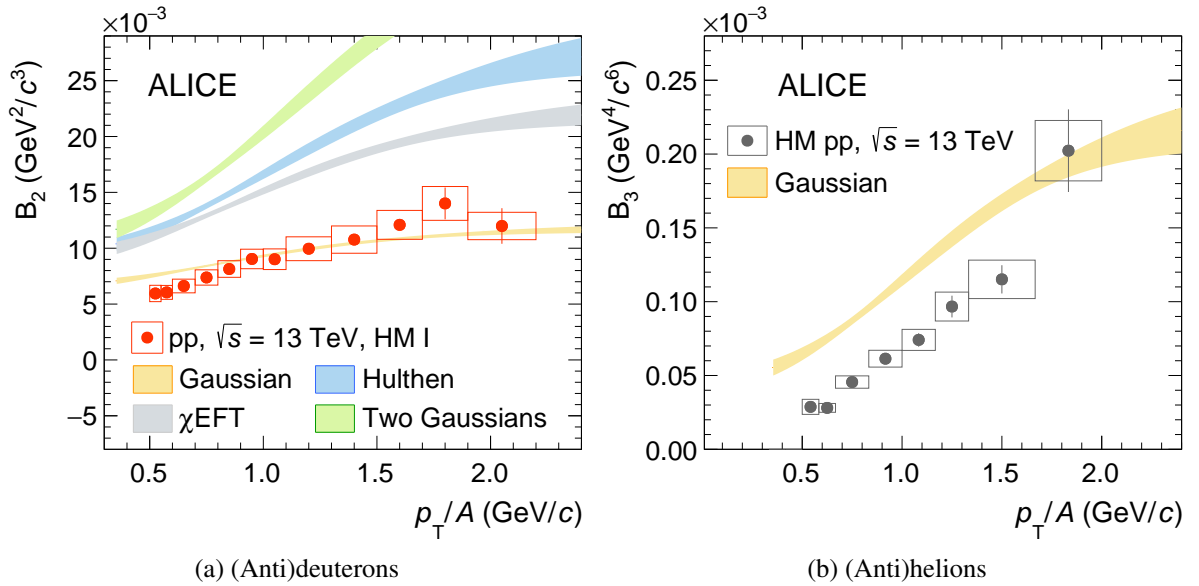 ×10⁻³
B₂ (GeV²/c³)
ALICE
25
20
15
10
5
0
−5
pp, √s = 13 TeV, HM I
Gaussian
Hulthen
χEFT
Two Gaussians
0.5 1.0 1.5 2.0
p_T/A (GeV/c)
(a) (Anti)deuterons
×10⁻³
B₃ (GeV⁴/c⁶)
ALICE
0.25
0.20
0.15
0.10
0.05
0.00
HM pp, √s = 13 TeV
Gaussian
0.5 1.0 1.5 2.0
p_T/A (GeV/c)
(b) (Anti)helions